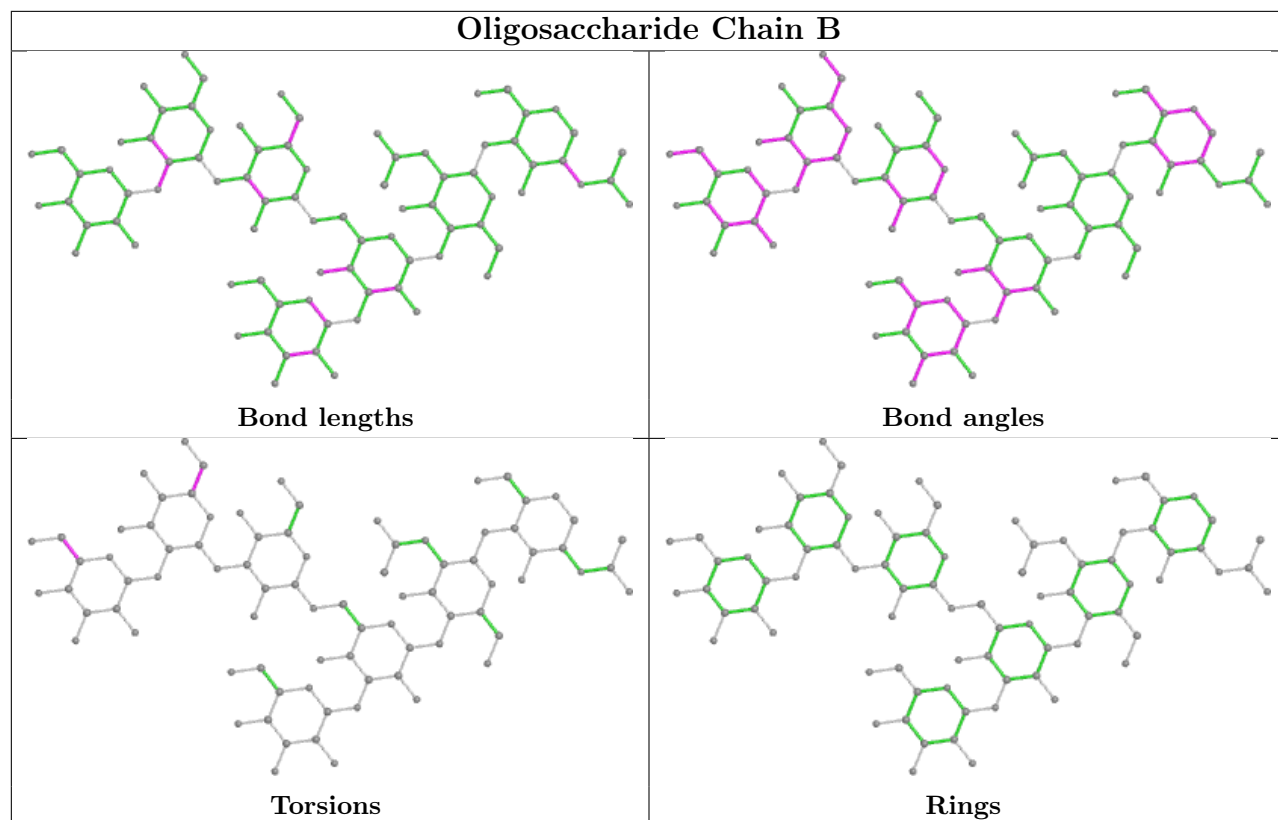 Oligosaccharide Chain B
Bond lengths
Bond angles
Torsions
Rings